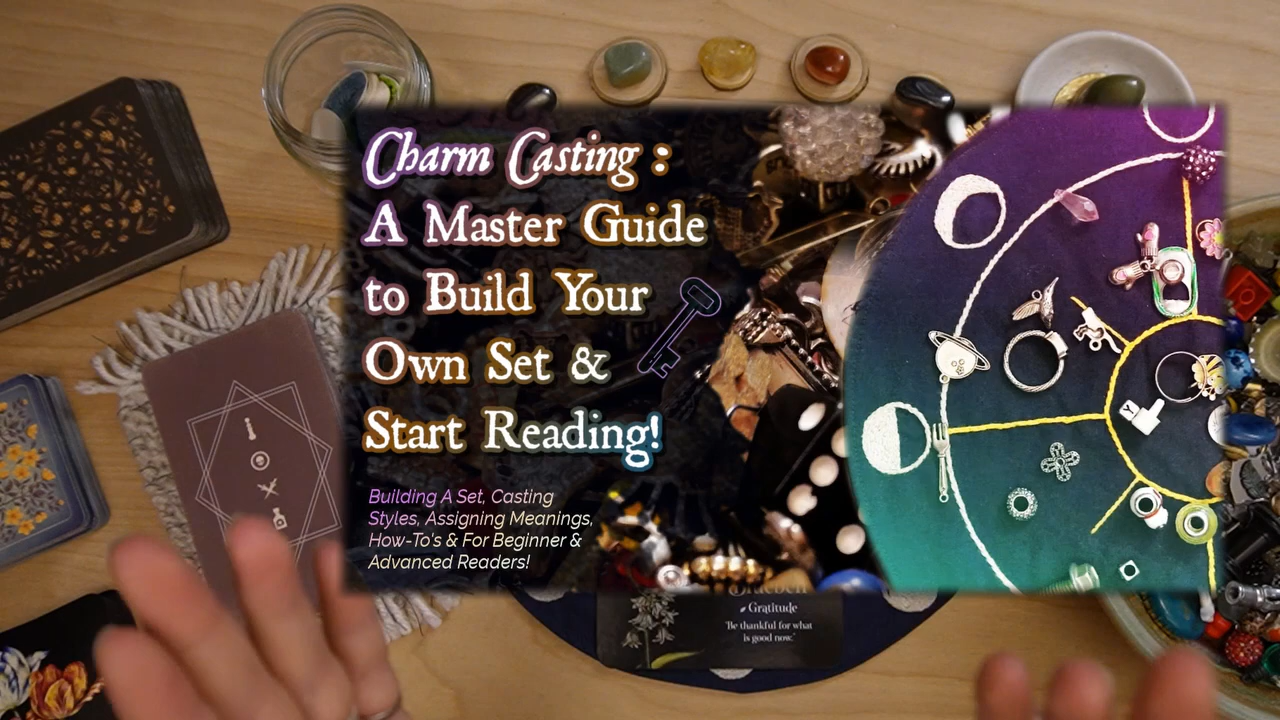 Charm Casting :
A Master Guide
to Build Your
Own Set &
Start Reading!
Building A Set, Casting
Styles, Assigning Meanings,
How-To's & For Beginner &
Advanced Readers!
Bluebell
Gratitude
"Be thankful for what
is good now."